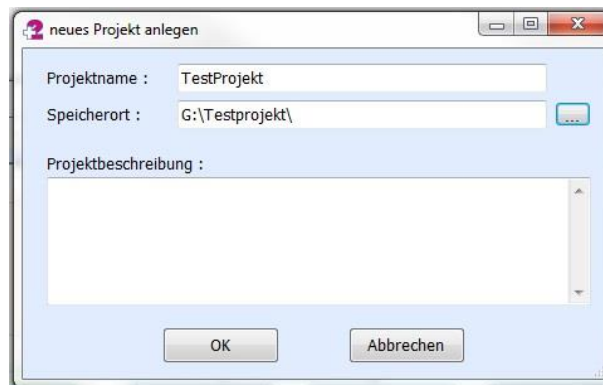 neues Projekt anlegen
Projektname : TestProjekt
Speicherort : G:\Testprojekt\ ...
Projektbeschreibung :
OK Abbrechen